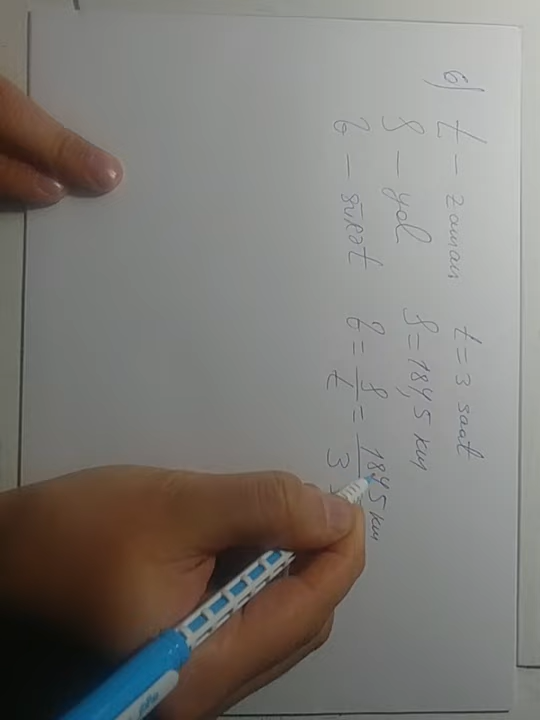 6) t – zaman t = 3 saat
S – yol S = 184,5 km
v – sürət v = S/t = 184,5 km / 3